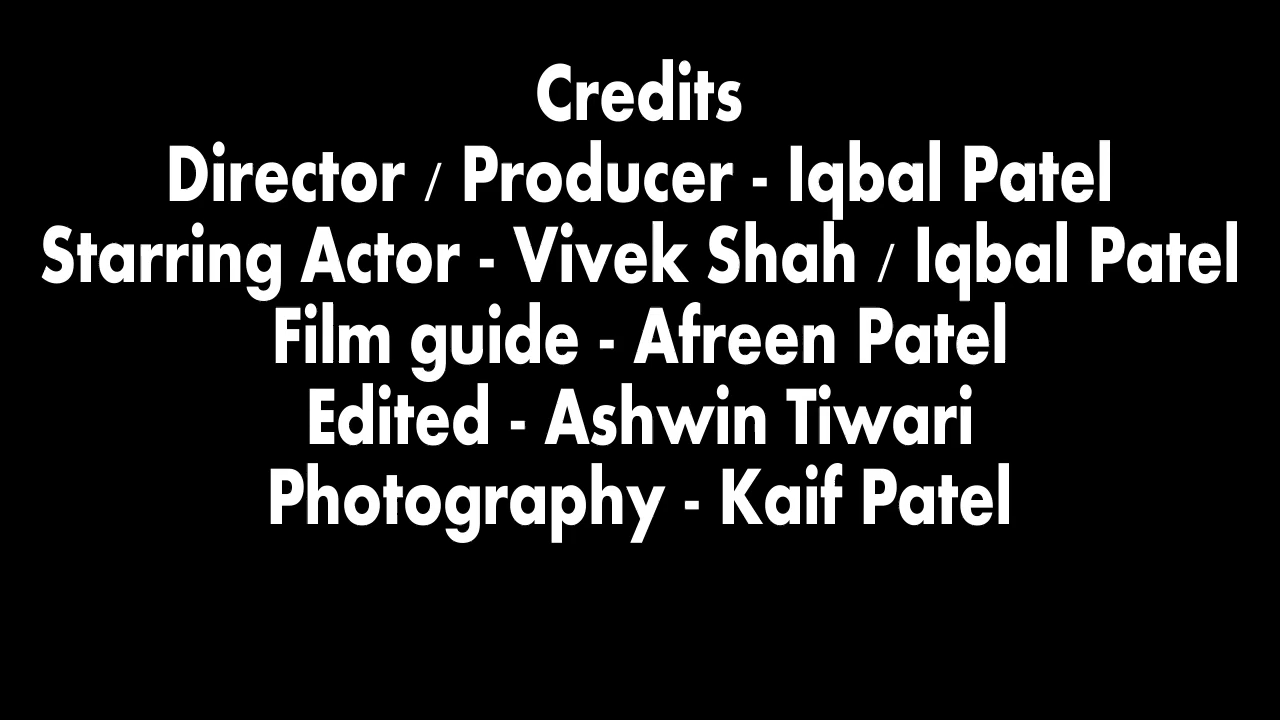 Credits
Director / Producer - Iqbal Patel
Starring Actor - Vivek Shah / Iqbal Patel
Film guide - Afreen Patel
Edited - Ashwin Tiwari
Photography - Kaif Patel